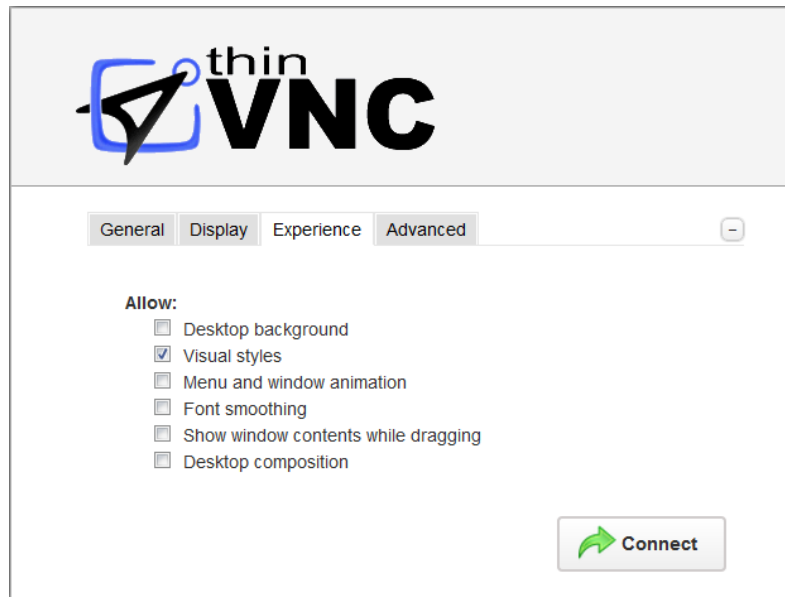 thin
VNC
General Display Experience Advanced
Allow:
Desktop background
Visual styles
Menu and window animation
Font smoothing
Show window contents while dragging
Desktop composition
Connect